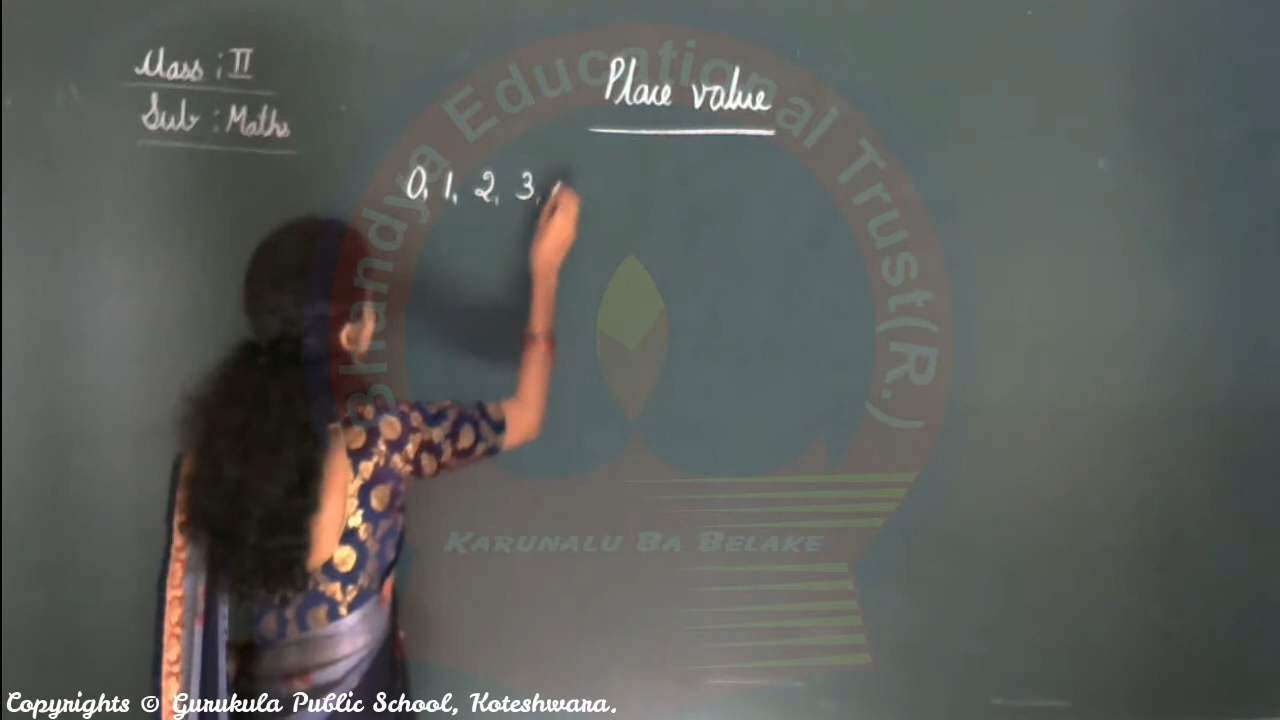 Class : II
Sub : Maths
Place value
0, 1, 2, 3,
Bhandya Educational Trust(R.)
KARUNALU BA BELAKE
Copyrights © Gurukula Public School, Koteshwara.